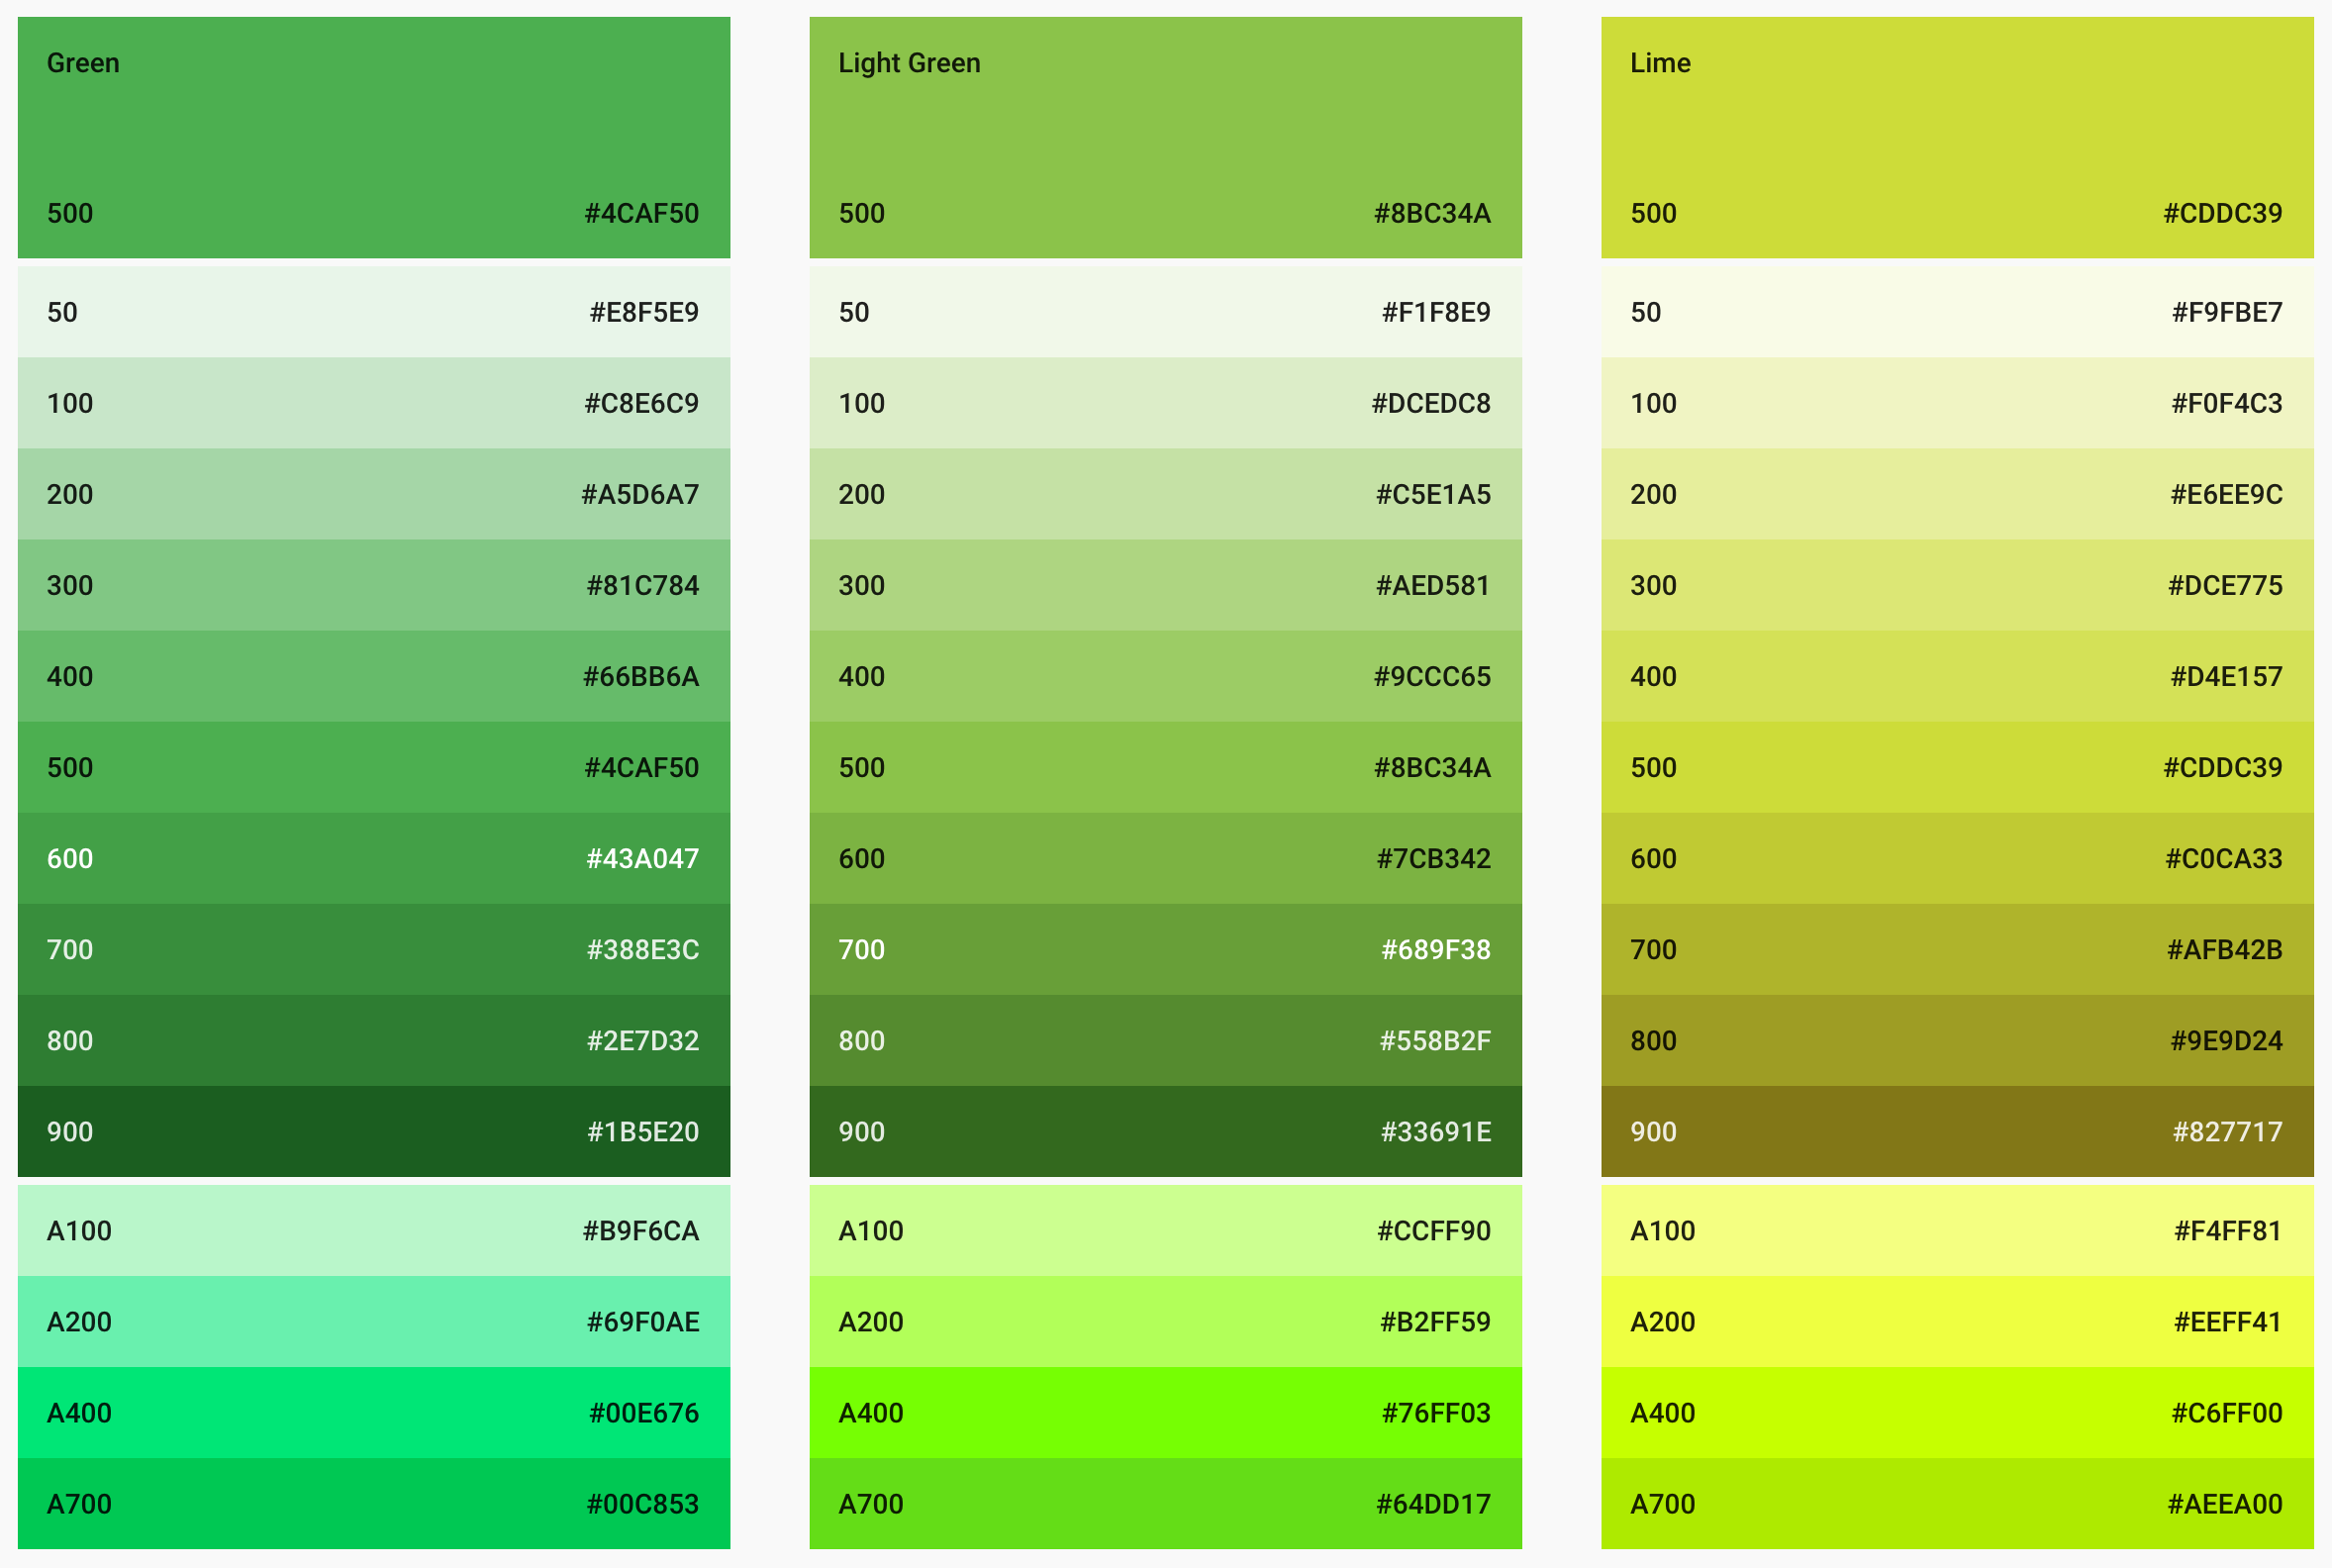 Green
500 #4CAF50
50 #E8F5E9
100 #C8E6C9
200 #A5D6A7
300 #81C784
400 #66BB6A
500 #4CAF50
600 #43A047
700 #388E3C
800 #2E7D32
900 #1B5E20
A100 #B9F6CA
A200 #69F0AE
A400 #00E676
A700 #00C853
Light Green
500 #8BC34A
50 #F1F8E9
100 #DCEDC8
200 #C5E1A5
300 #AED581
400 #9CCC65
500 #8BC34A
600 #7CB342
700 #689F38
800 #558B2F
900 #33691E
A100 #CCFF90
A200 #B2FF59
A400 #76FF03
A700 #64DD17
Lime
500 #CDDC39
50 #F9FBE7
100 #F0F4C3
200 #E6EE9C
300 #DCE775
400 #D4E157
500 #CDDC39
600 #C0CA33
700 #AFB42B
800 #9E9D24
900 #827717
A100 #F4FF81
A200 #EEFF41
A400 #C6FF00
A700 #AEEA00